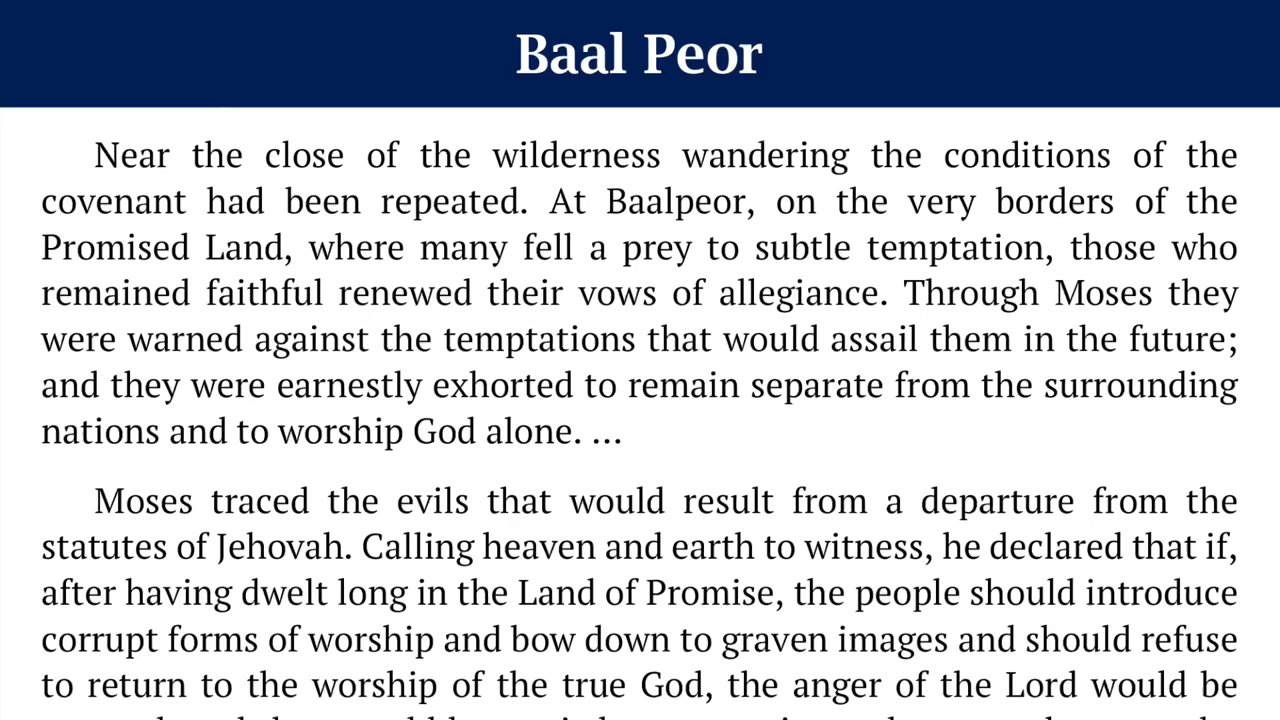 Baal Peor
Near the close of the wilderness wandering the conditions of the
covenant had been repeated. At Baalpeor, on the very borders of the
Promised Land, where many fell a prey to subtle temptation, those who
remained faithful renewed their vows of allegiance. Through Moses they
were warned against the temptations that would assail them in the future;
and they were earnestly exhorted to remain separate from the surrounding
nations and to worship God alone. ...
Moses traced the evils that would result from a departure from the
statutes of Jehovah. Calling heaven and earth to witness, he declared that if,
after having dwelt long in the Land of Promise, the people should introduce
corrupt forms of worship and bow down to graven images and should refuse
to return to the worship of the true God, the anger of the Lord would be